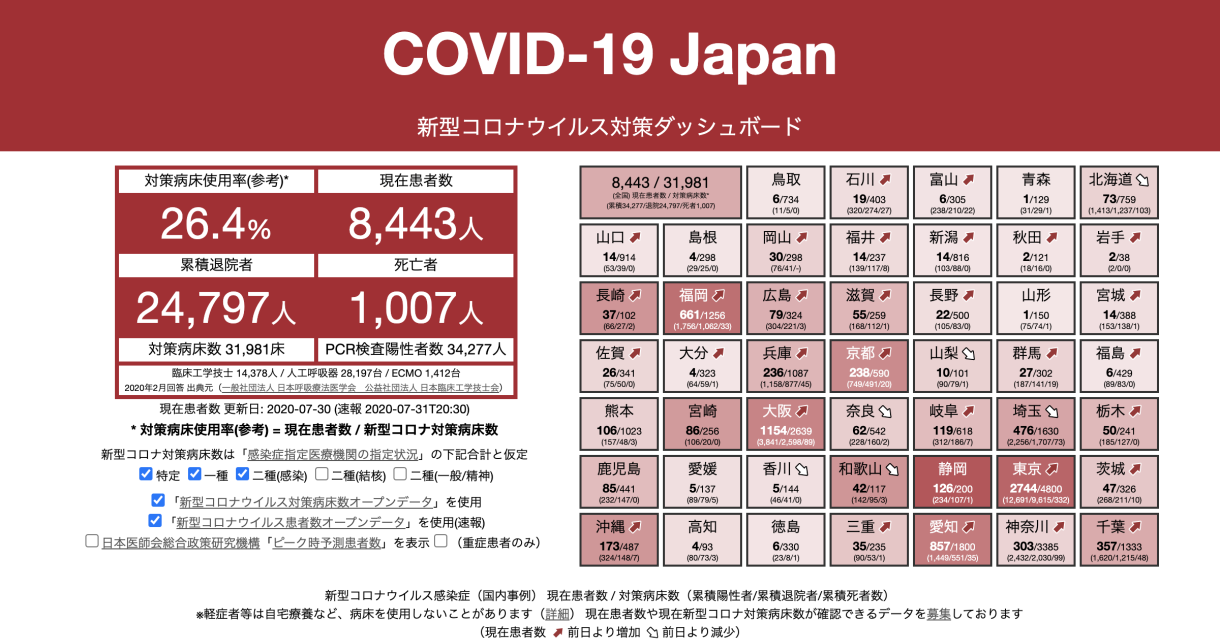 COVID-19 Japan
新型コロナウイルス対策ダッシュボード
対策病床使用率(参考)* 現在患者数
26.4% 8,443人
累積退院者 死亡者
24,797人 1,007人
対策病床数 31,981床 PCR検査陽性者数 34,277人
臨床工学技士 14,378人 / 人工呼吸器 28,197台 / ECMO 1,412台
2020年2月回答 出典元（一般社団法人 日本呼吸療法医学会　公益社団法人 日本臨床工学技士会）
現在患者数 更新日: 2020-07-30 (速報 2020-07-31T20:30)
* 対策病床使用率(参考) = 現在患者数 / 新型コロナ対策病床数
新型コロナ対策病床数は「感染症指定医療機関の指定状況」の下記合計と仮定
特定 一種 二種(感染) 二種(結核) 二種(一般/精神)
「新型コロナウイルス対策病床数オープンデータ」を使用
「新型コロナウイルス患者数オープンデータ」を使用(速報)
日本医師会総合政策研究機構「ピーク時予測患者数」を表示 （重症患者のみ）
8,443 / 31,981
(全国) 現在患者数 / 対策病床数*
(累積34,277/退院24,797/死者1,007)
鳥取 石川 富山 青森 北海道
6/734 19/403 6/305 1/129 73/759
(11/5/0) (320/274/27) (238/210/22) (31/29/1) (1,413/1,237/103)
山口 島根 岡山 福井 新潟 秋田 岩手
14/914 4/298 30/298 14/237 14/816 2/121 2/38
(53/39/0) (29/25/0) (76/41/-) (139/117/8) (103/88/0) (18/16/0) (2/0/0)
長崎 福岡 広島 滋賀 長野 山形 宮城
37/102 661/1256 79/324 55/259 22/500 1/150 14/388
(66/27/2) (1,756/1,062/33) (304/221/3) (168/112/1) (105/83/0) (75/74/1) (153/138/1)
佐賀 大分 兵庫 京都 山梨 群馬 福島
26/341 4/323 236/1087 238/590 10/101 27/302 6/429
(75/50/0) (64/59/1) (1,158/877/45) (749/491/20) (90/79/1) (187/141/19) (89/83/0)
熊本 宮崎 大阪 奈良 岐阜 埼玉 栃木
106/1023 86/256 1154/2639 62/542 119/618 476/1630 50/241
(157/48/3) (106/20/0) (3,841/2,598/89) (228/160/2) (312/186/7) (2,256/1,707/73) (185/127/0)
鹿児島 愛媛 香川 和歌山 静岡 東京 茨城
85/441 5/137 5/144 42/117 126/200 2744/4800 47/326
(232/147/0) (89/79/5) (46/41/0) (142/95/3) (234/107/1) (12,691/9,615/332) (268/211/10)
沖縄 高知 徳島 三重 愛知 神奈川 千葉
173/487 4/93 6/330 35/235 857/1800 303/3385 357/1333
(324/148/7) (80/73/3) (23/8/1) (90/53/1) (1,449/551/35) (2,432/2,030/99) (1,620/1,215/48)
新型コロナウイルス感染症（国内事例） 現在患者数 / 対策病床数（累積陽性者/累積退院者/累積死者数）
※軽症者等は自宅療養など、病床を使用しないことがあります（詳細） 現在患者数や現在新型コロナ対策病床数が確認できるデータを募集しております
（現在患者数 前日より増加 前日より減少）